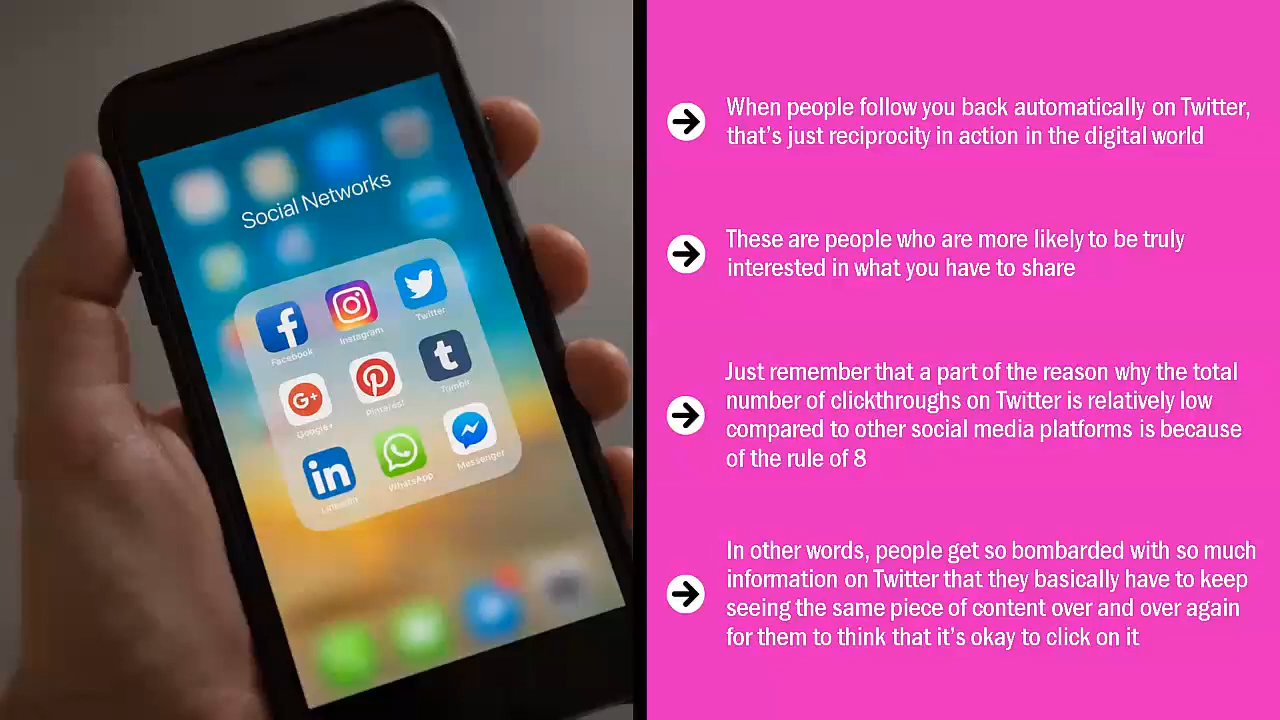 Social Networks
Facebook
Instagram
Twitter
Google+
Pinterest
Tumblr
LinkedIn
WhatsApp
Messenger
When people follow you back automatically on Twitter,
that's just reciprocity in action in the digital world
These are people who are more likely to be truly
interested in what you have to share
Just remember that a part of the reason why the total
number of clickthroughs on Twitter is relatively low
compared to other social media platforms is because
of the rule of 8
In other words, people get so bombarded with so much
information on Twitter that they basically have to keep
seeing the same piece of content over and over again
for them to think that it's okay to click on it